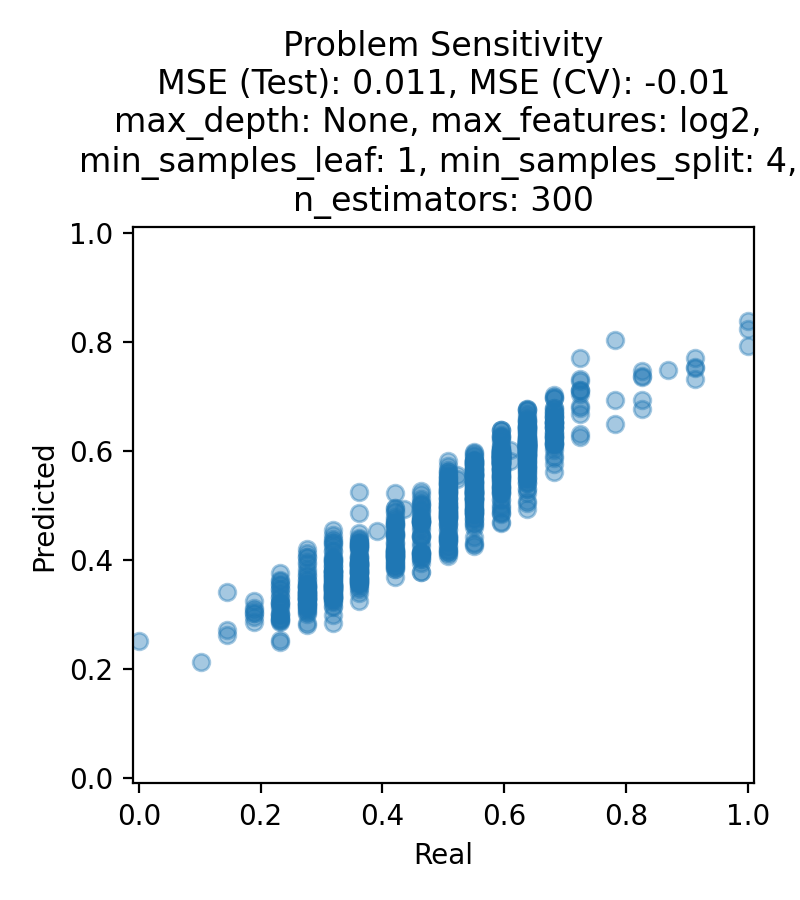 Problem Sensitivity
MSE (Test): 0.011, MSE (CV): -0.01
max_depth: None, max_features: log2,
min_samples_leaf: 1, min_samples_split: 4,
n_estimators: 300
1.0
0.8
0.6
0.4
0.2
0.0
Predicted
0.0 0.2 0.4 0.6 0.8 1.0
Real